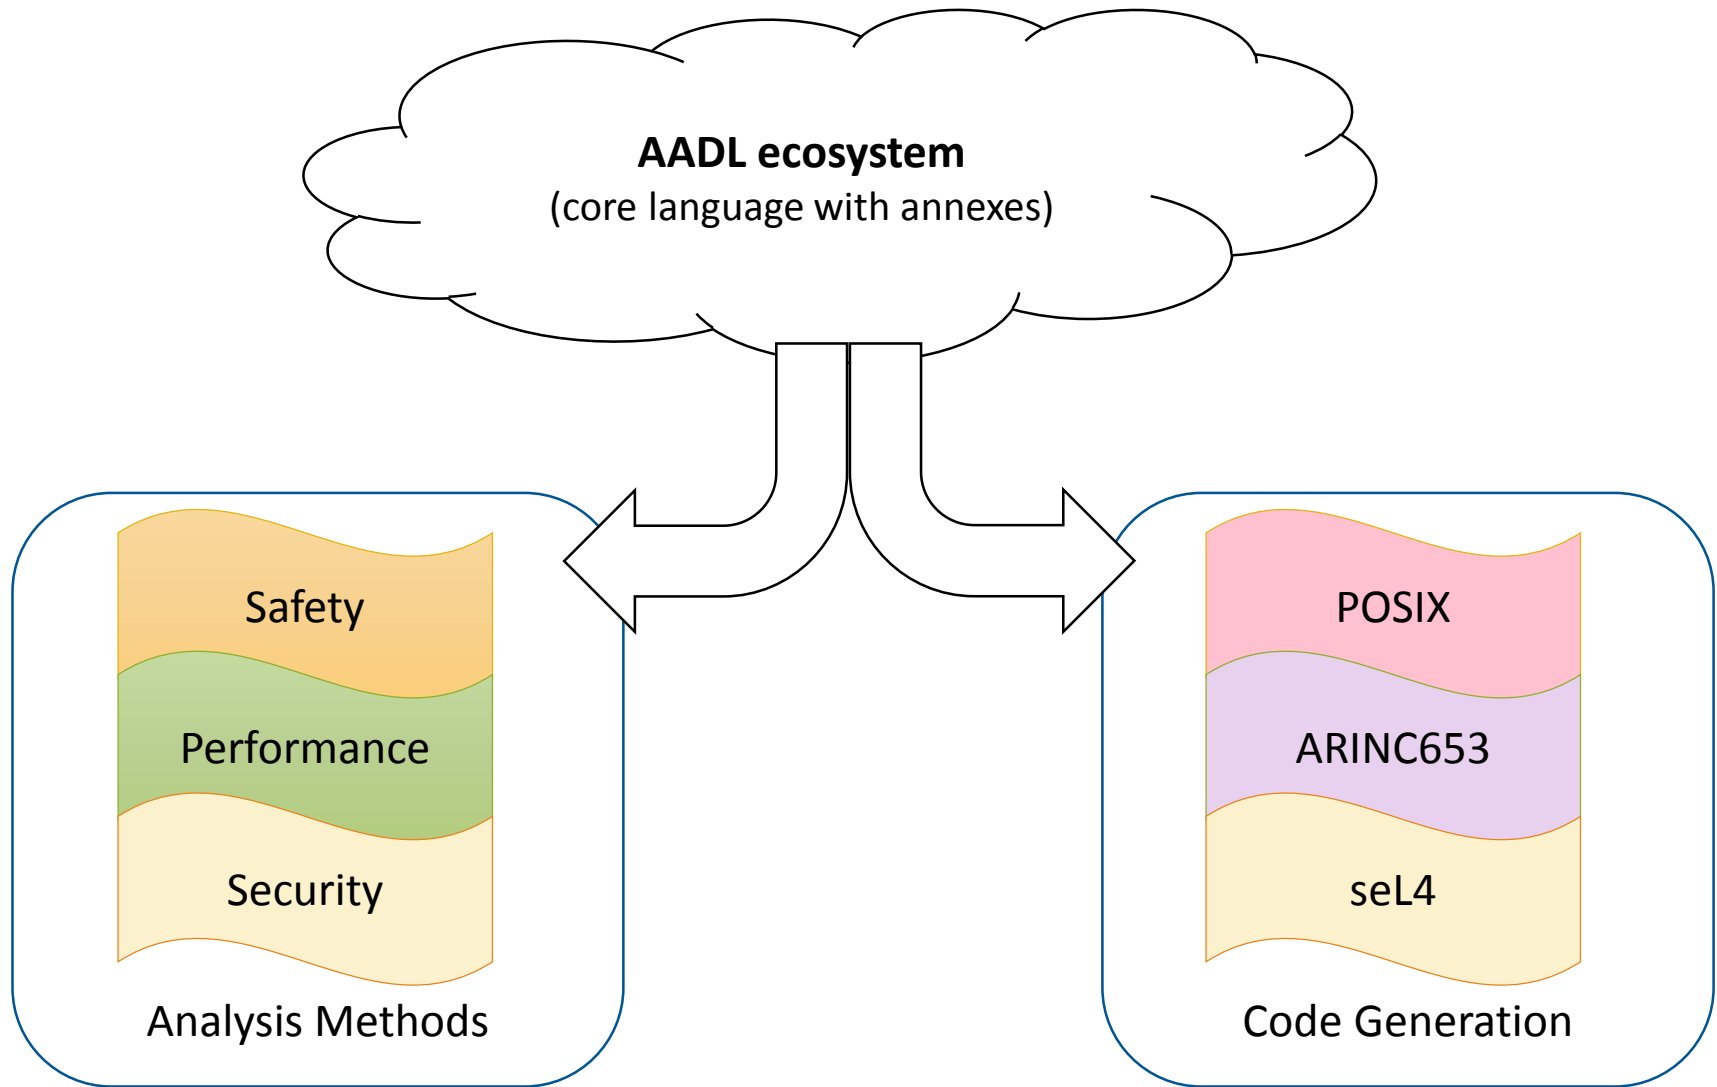 AADL ecosystem
(core language with annexes)
Safety
Performance
Security
Analysis Methods
POSIX
ARINC653
seL4
Code Generation